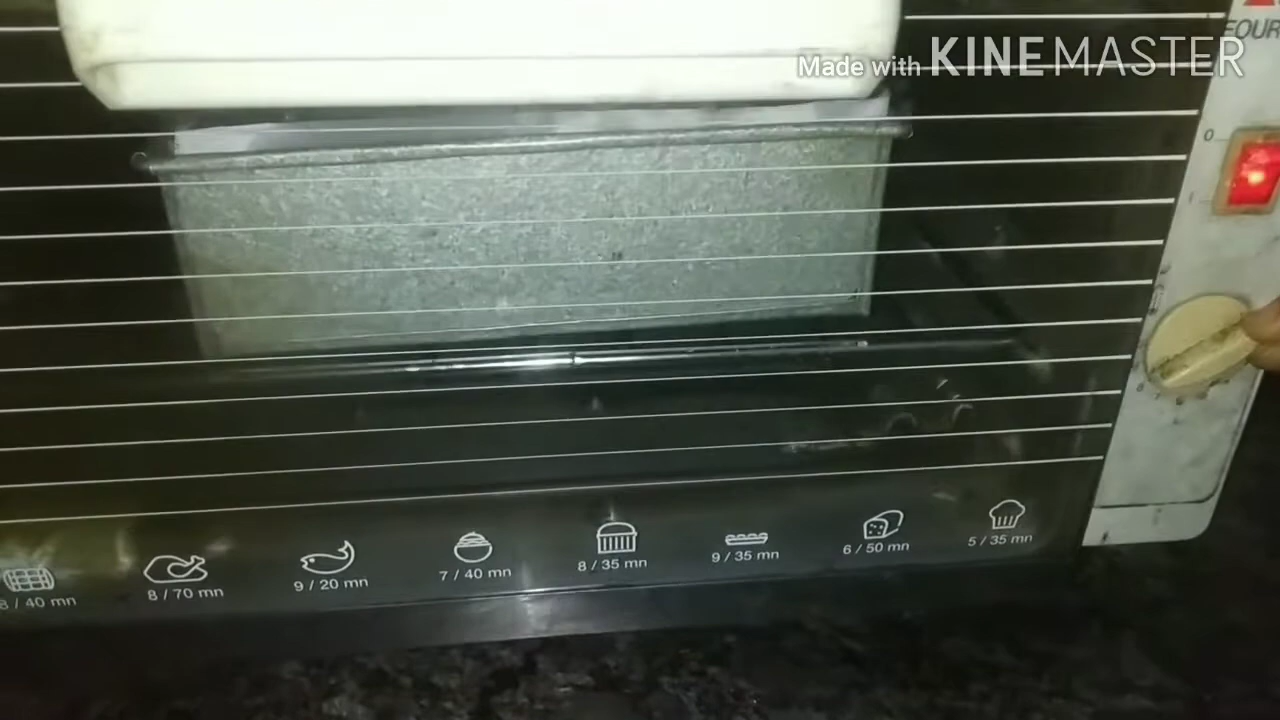 Made with KINEMASTER
FOUR
0
8 / 40 mn
8 / 70 mn
9 / 20 mn
7 / 40 mn
8 / 35 mn
9 / 35 mn
6 / 50 mn
5 / 35 mn